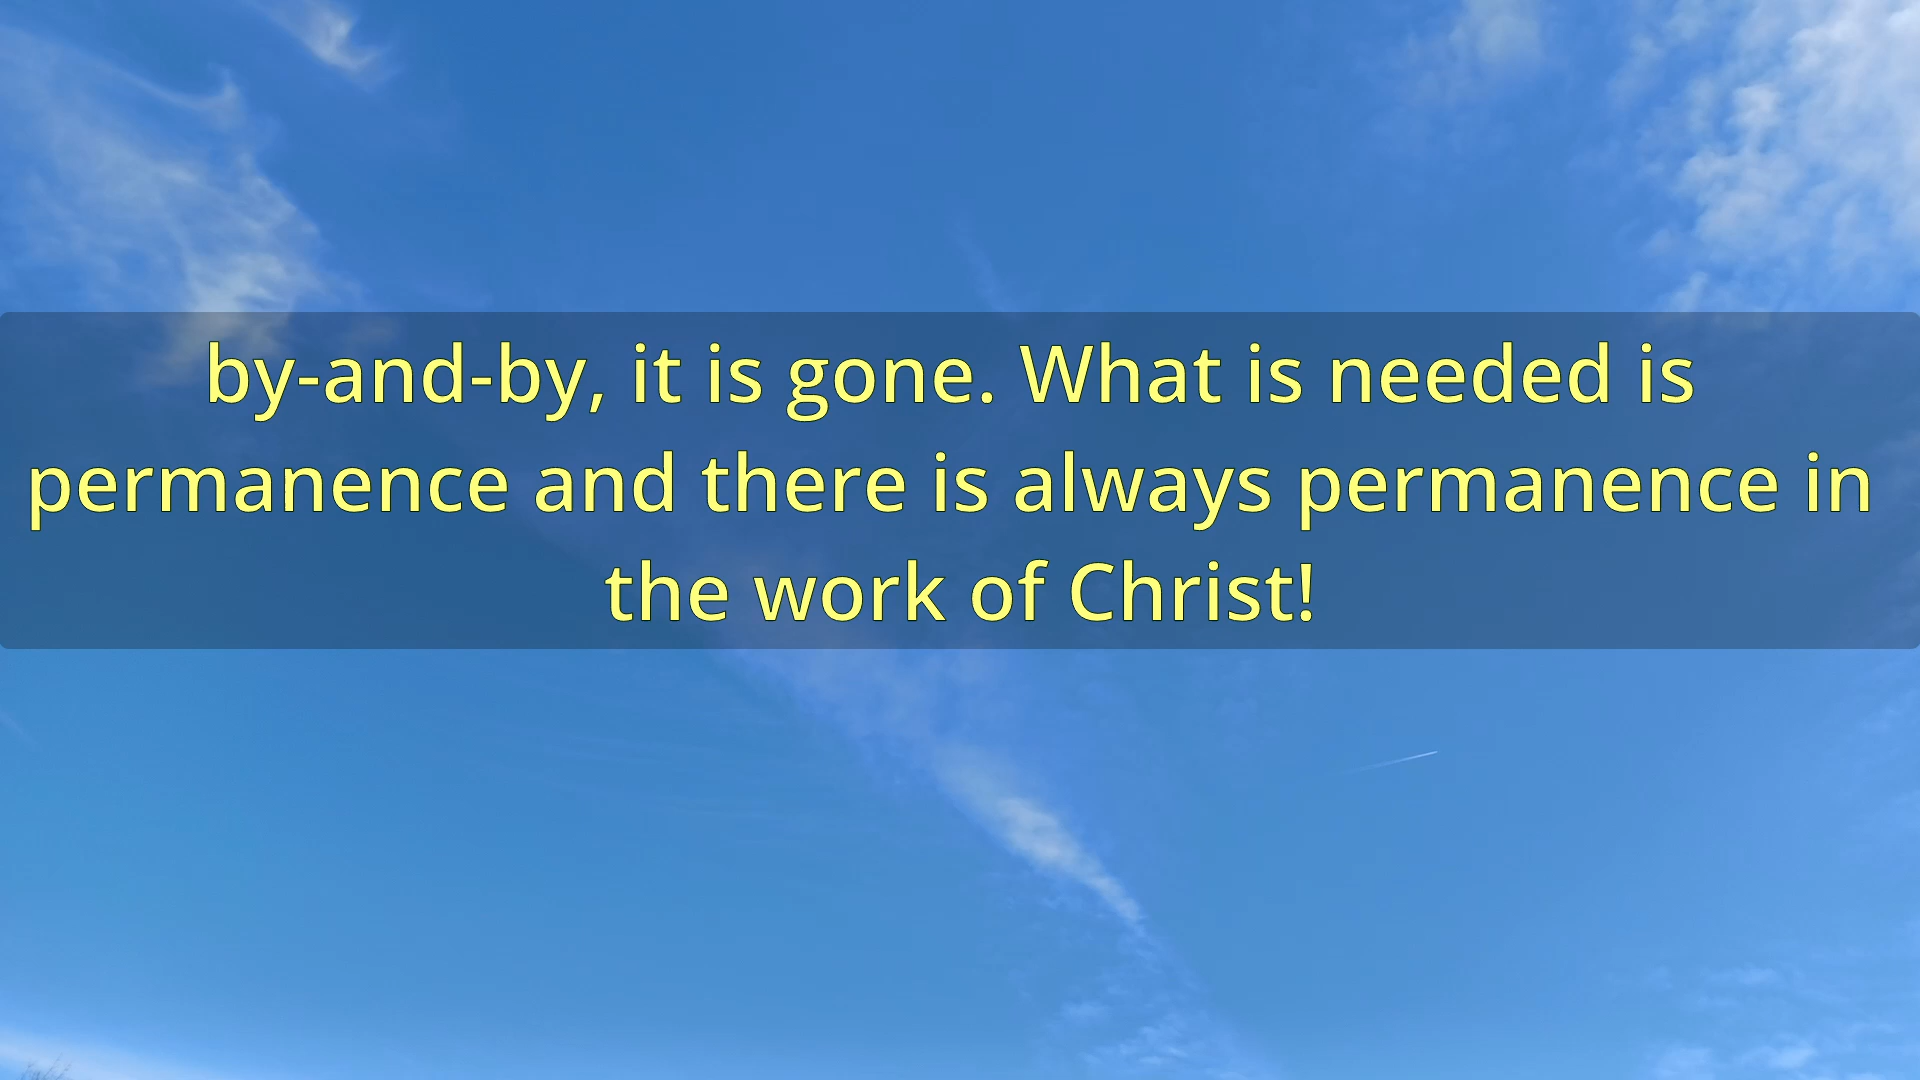 by-and-by, it is gone. What is needed is
permanence and there is always permanence in
the work of Christ!